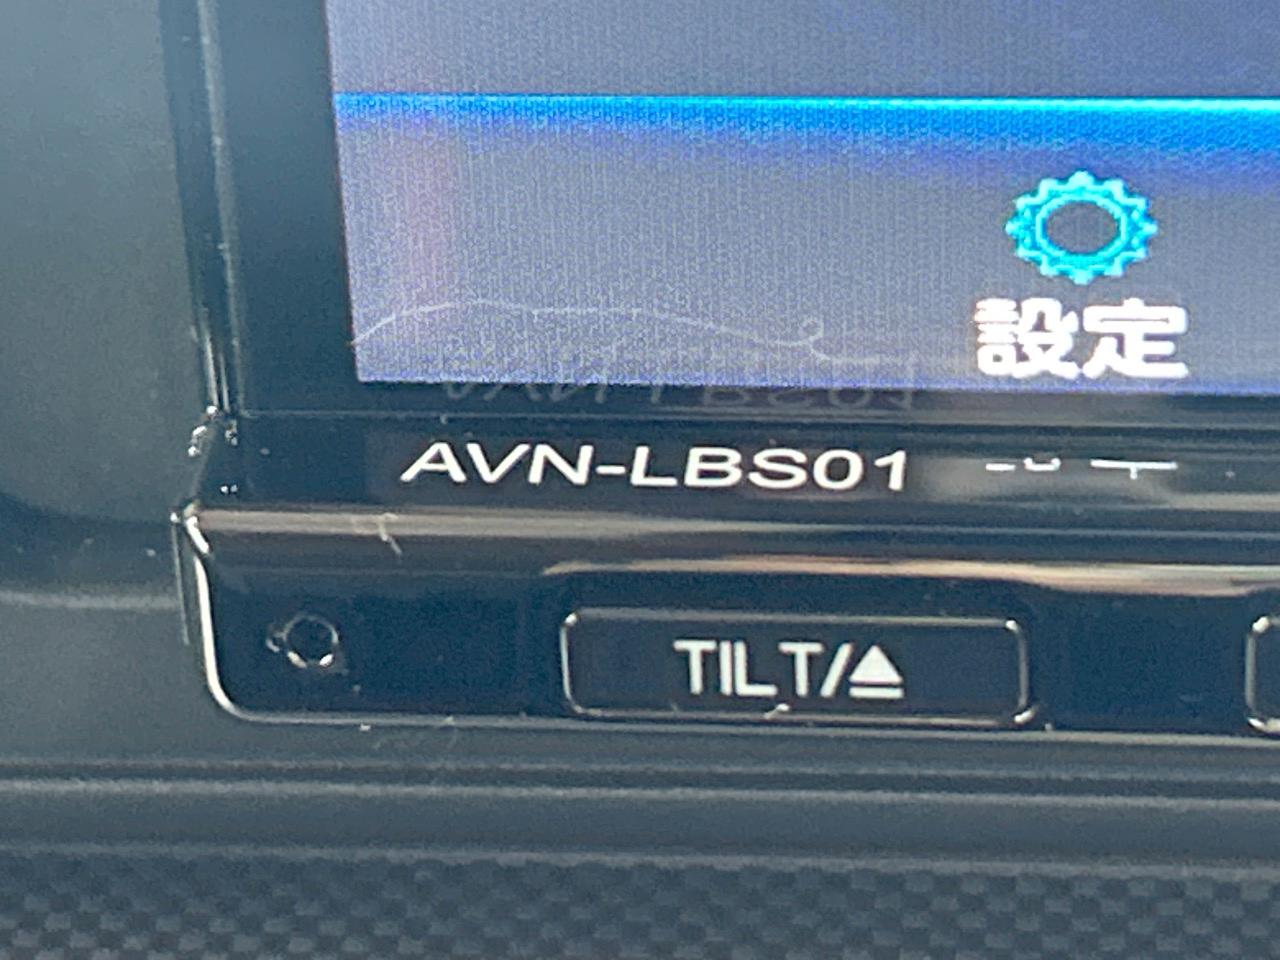 設定
AVN-LBS01
TILT/⏏